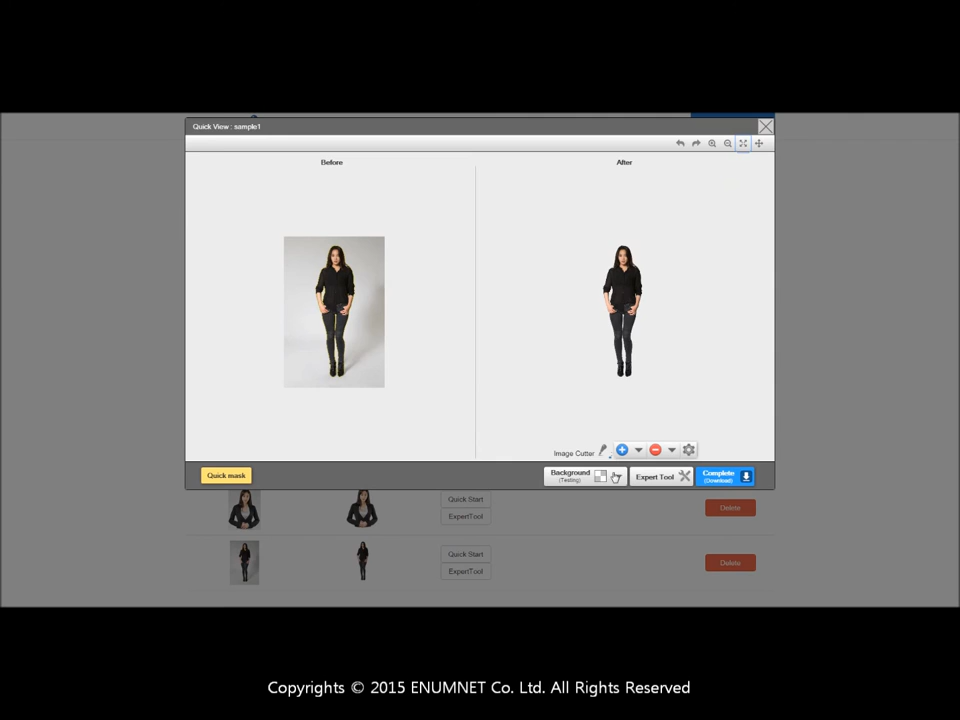 Quick View : sample1
Before
After
Image Cutter
Quick mask
Background
(Testing)
Expert Tool
Complete
(Download)
Quick Start
ExpertTool
Delete
Quick Start
ExpertTool
Delete
Copyrights © 2015 ENUMNET Co. Ltd. All Rights Reserved